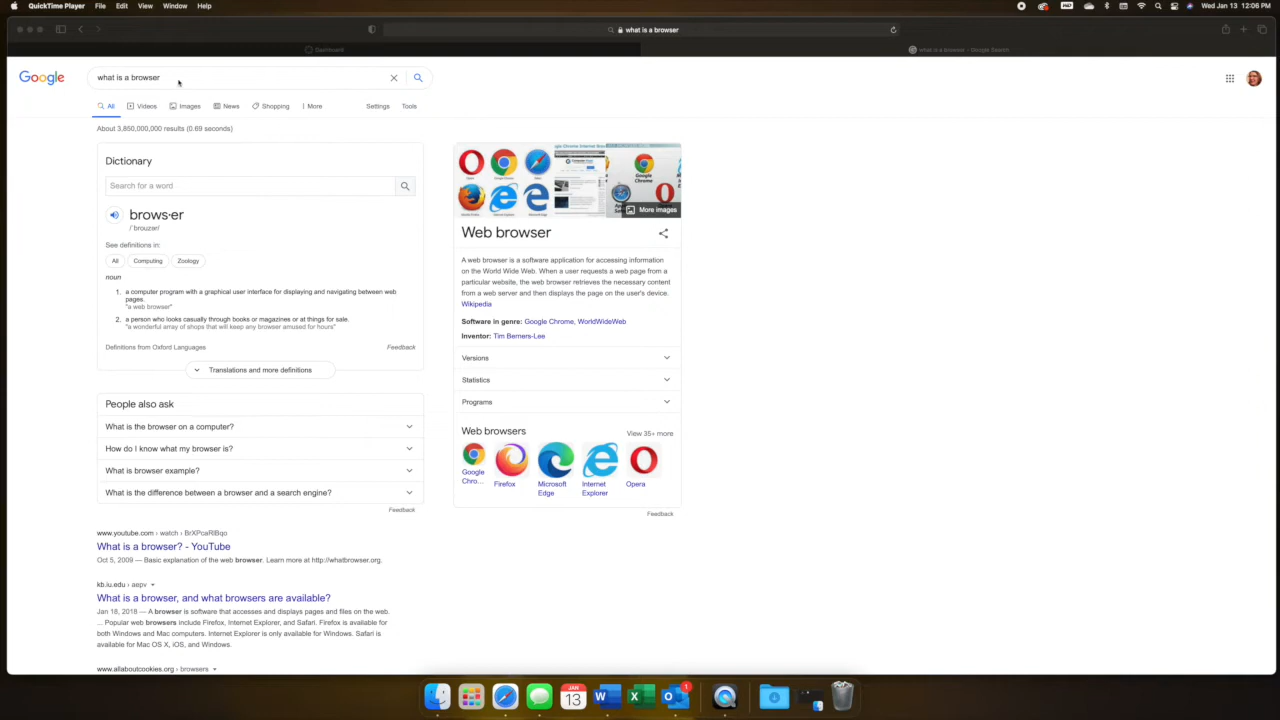 QuickTime Player File Edit View Window Help
Wed Jan 13 12:06 PM
what is a browser
Dashboard
what is a browser - Google Search
Google
what is a browser
All Videos Images News Shopping More Settings Tools
About 3,850,000,000 results (0.69 seconds)
Dictionary
Search for a word
brows·er
/ˈbrouzər/
See definitions in:
All Computing Zoology
noun
1. a computer program with a graphical user interface for displaying and navigating between web
pages.
"a web browser"
2. a person who looks casually through books or magazines or at things for sale.
"a wonderful array of shops that will keep any browser amused for hours"
Definitions from Oxford Languages
Feedback
Translations and more definitions
People also ask
What is the browser on a computer?
How do I know what my browser is?
What is browser example?
What is the difference between a browser and a search engine?
Feedback
www.youtube.com › watch › BrXPcaRlBqo
What is a browser? - YouTube
Oct 5, 2009 — Basic explanation of the web browser. Learn more at http://whatbrowser.org.
kb.iu.edu › aepv
What is a browser, and what browsers are available?
Jan 18, 2018 — A browser is software that accesses and displays pages and files on the web.
... Popular web browsers include Firefox, Internet Explorer, and Safari. Firefox is available for
both Windows and Mac computers. Internet Explorer is only available for Windows. Safari is
available for Mac OS X, iOS, and Windows.
www.allaboutcookies.org › browsers
More images
Web browser
A web browser is a software application for accessing information
on the World Wide Web. When a user requests a web page from a
particular website, the web browser retrieves the necessary content
from a web server and then displays the page on the user's device.
Wikipedia
Software in genre: Google Chrome, WorldWideWeb
Inventor: Tim Berners-Lee
Versions
Statistics
Programs
Web browsers
View 35+ more
Google
Chro...
Firefox
Microsoft
Edge
Internet
Explorer
Opera
Feedback
JAN
13
W
X
O
1